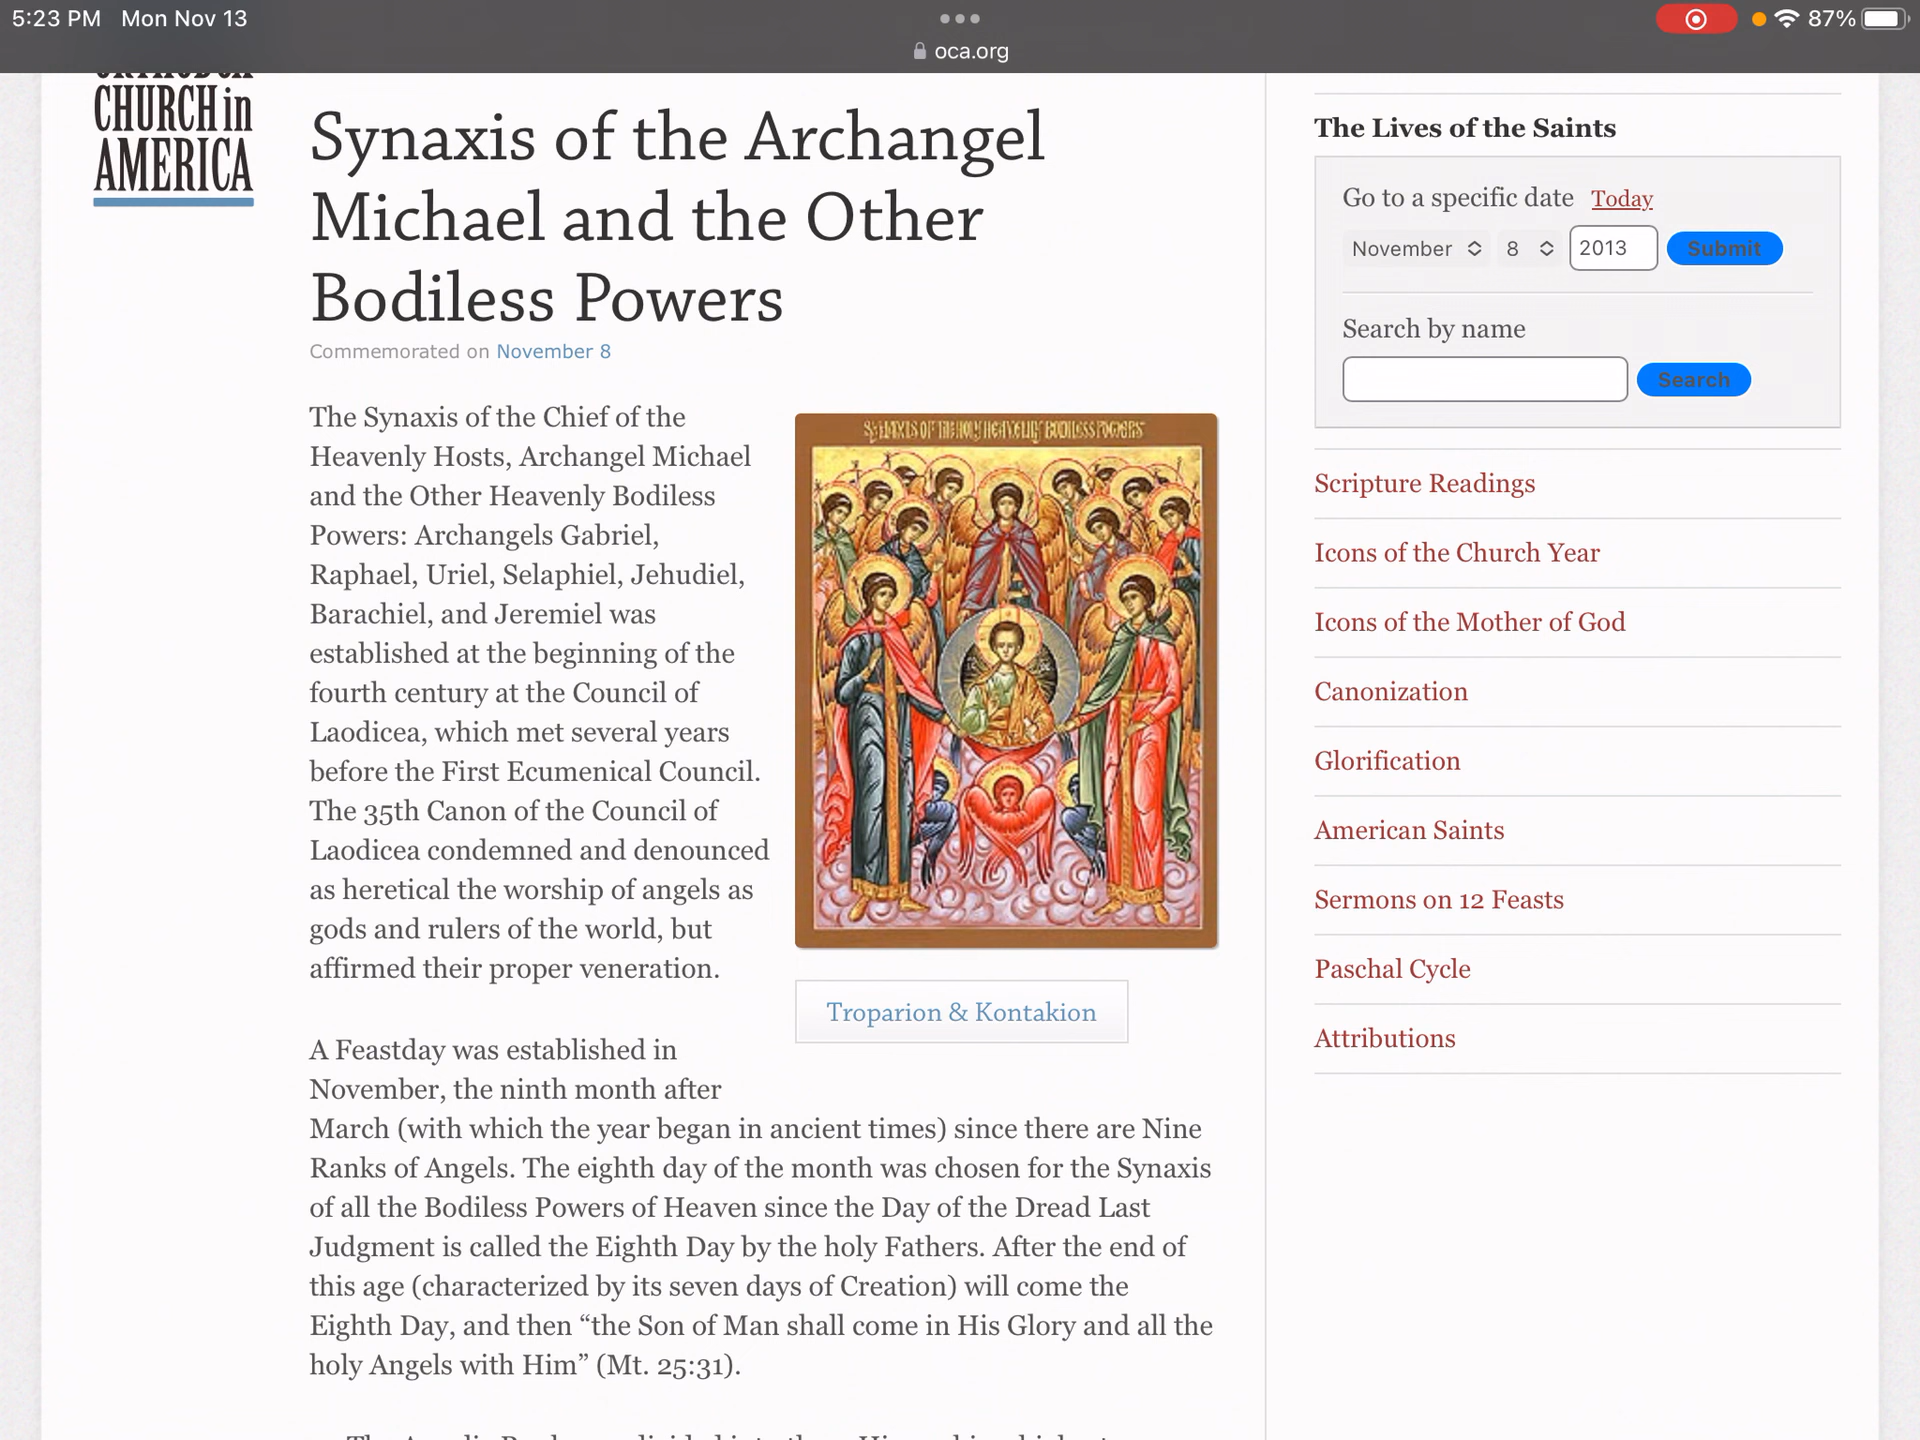 5:23 PM Mon Nov 13
87%
oca.org
CHURCH in
AMERICA
Synaxis of the Archangel
Michael and the Other
Bodiless Powers
Commemorated on November 8
The Synaxis of the Chief of the
Heavenly Hosts, Archangel Michael
and the Other Heavenly Bodiless
Powers: Archangels Gabriel,
Raphael, Uriel, Selaphiel, Jehudiel,
Barachiel, and Jeremiel was
established at the beginning of the
fourth century at the Council of
Laodicea, which met several years
before the First Ecumenical Council.
The 35th Canon of the Council of
Laodicea condemned and denounced
as heretical the worship of angels as
gods and rulers of the world, but
affirmed their proper veneration.
SYNAXIS OF THE HOLY HEAVENLY BODILESS POWERS
Troparion & Kontakion
A Feastday was established in
November, the ninth month after
March (with which the year began in ancient times) since there are Nine
Ranks of Angels. The eighth day of the month was chosen for the Synaxis
of all the Bodiless Powers of Heaven since the Day of the Dread Last
Judgment is called the Eighth Day by the holy Fathers. After the end of
this age (characterized by its seven days of Creation) will come the
Eighth Day, and then “the Son of Man shall come in His Glory and all the
holy Angels with Him” (Mt. 25:31).
The Lives of the Saints
Go to a specific date Today
November 8 2013 Submit
Search by name
Search
Scripture Readings
Icons of the Church Year
Icons of the Mother of God
Canonization
Glorification
American Saints
Sermons on 12 Feasts
Paschal Cycle
Attributions